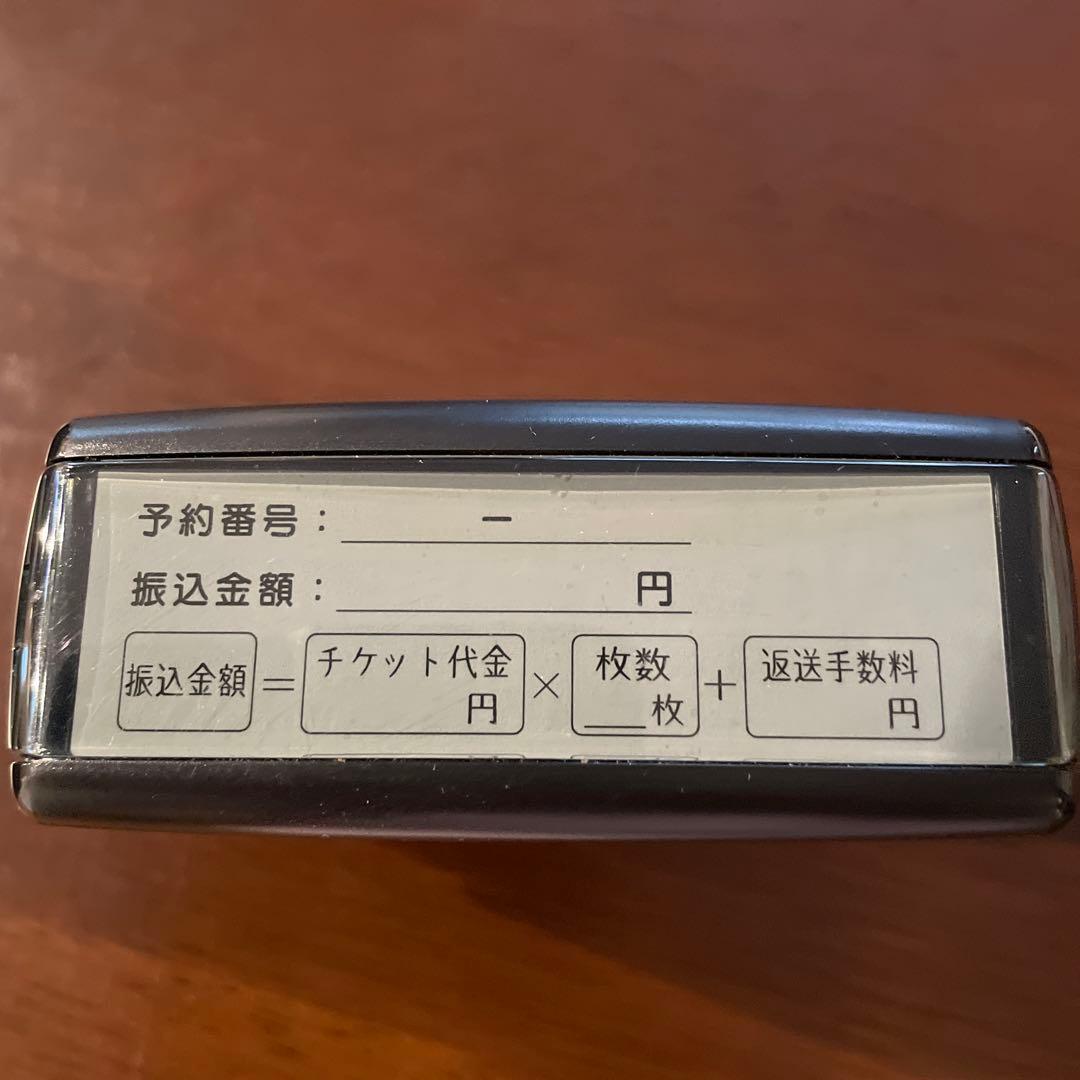 予約番号：　　　ー
振込金額：　　　円
振込金額＝チケット代金　円×枚数＿枚＋返送手数料　円